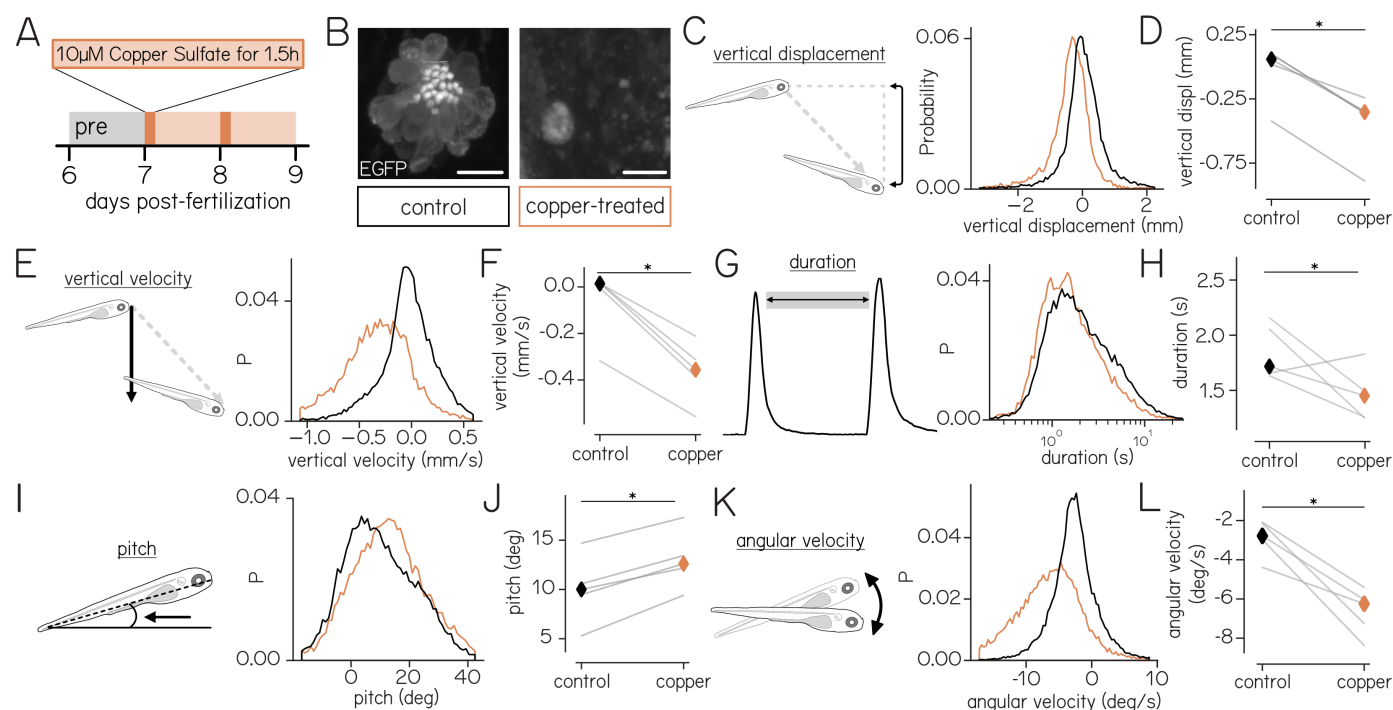 A
10µM Copper Sulfate for 1.5h
pre
6 7 8 9
days post-fertilization
B
EGFP
control
copper-treated
C
vertical displacement
0.06
Probability
0.00
−2 0 2
vertical displacement (mm)
D
0.25
-0.25
-0.75
vertical displ (mm)
*
control copper
E
vertical velocity
P
0.04
0.00
−1.0 −0.5 0.0 0.5
vertical velocity (mm/s)
F
vertical velocity
(mm/s)
0.0
-0.2
-0.4
*
control copper
G
duration
P
0.04
0.00
10⁰ 10¹
duration (s)
H
duration (s)
2.5
2.0
1.5
*
control copper
I
pitch
P
0.04
0.00
0 20 40
pitch (deg)
J
pitch (deg)
15
10
5
*
control copper
K
angular velocity
P
0.04
0.02
0.00
-10 0 10
angular velocity (deg/s)
L
angular velocity
(deg/s)
-2
-4
-6
-8
*
control copper